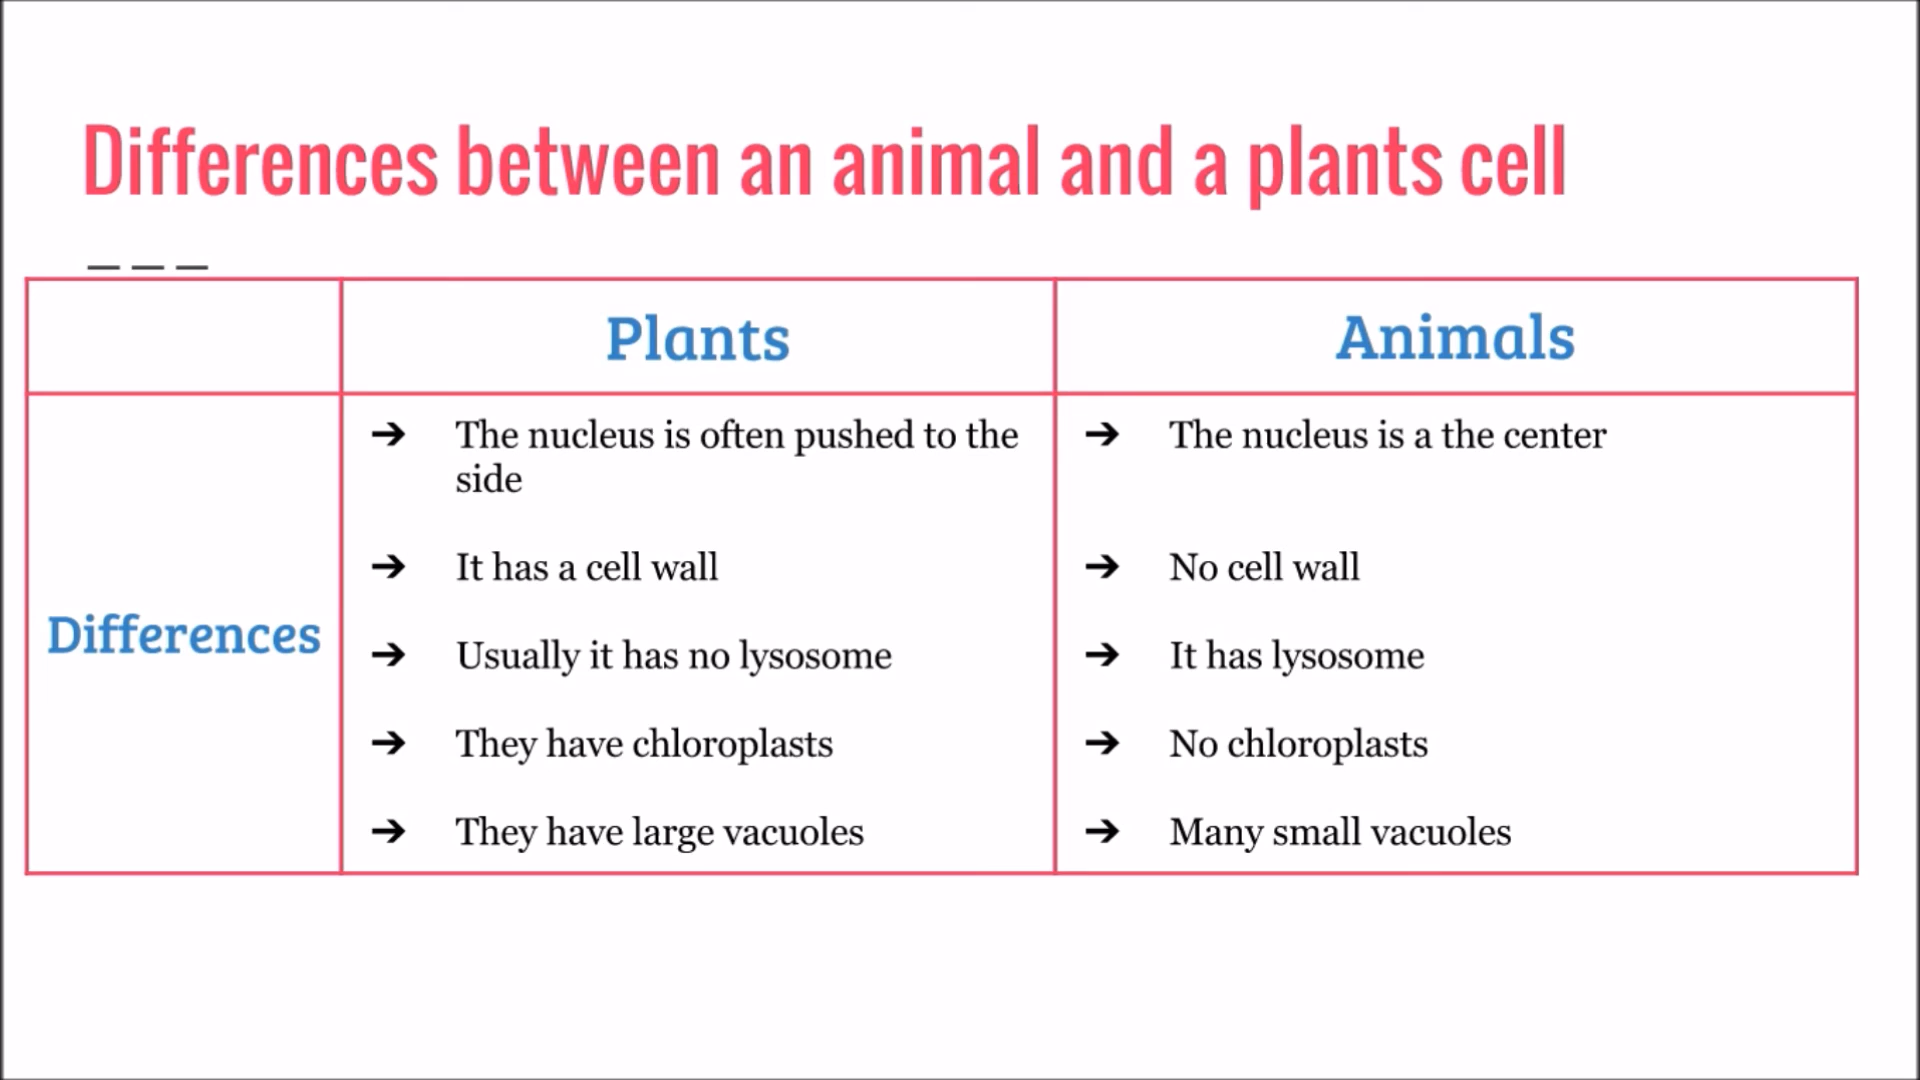 Differences between an animal and a plants cell
Plants
Animals
Differences
➔ The nucleus is often pushed to the
side
➔ It has a cell wall
➔ Usually it has no lysosome
➔ They have chloroplasts
➔ They have large vacuoles
➔ The nucleus is a the center
➔ No cell wall
➔ It has lysosome
➔ No chloroplasts
➔ Many small vacuoles